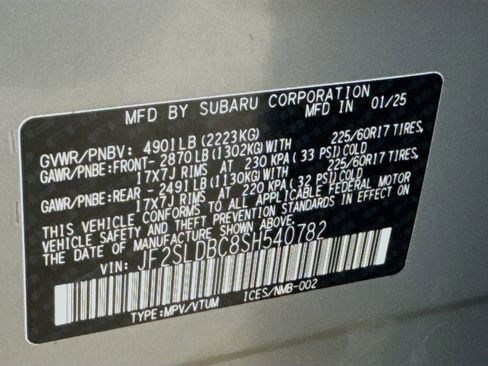 MFD BY SUBARU CORPORATION
MFD IN 01/25
GVWR/PNBV: 4901LB(2223KG)
GAWR/PNBE:FRONT- 2870LB(1302KG)WITH 225/60R17 TIRES,
17X7J RIMS AT 230 KPA(33 PSI)COLD
GAWR/PNBE:REAR - 2491LB(1130KG)WITH 225/60R17 TIRES,
17X7J RIMS AT 220 KPA(32 PSI)COLD
THIS VEHICLE CONFORMS TO ALL APPLICABLE FEDERAL MOTOR
VEHICLE SAFETY AND THEFT PREVENTION STANDARDS IN EFFECT ON
THE DATE OF MANUFACTURE SHOWN ABOVE.
VIN: JF2SLDBC8SH540782
TYPE:MPV/VTUM ICES/NMB-002